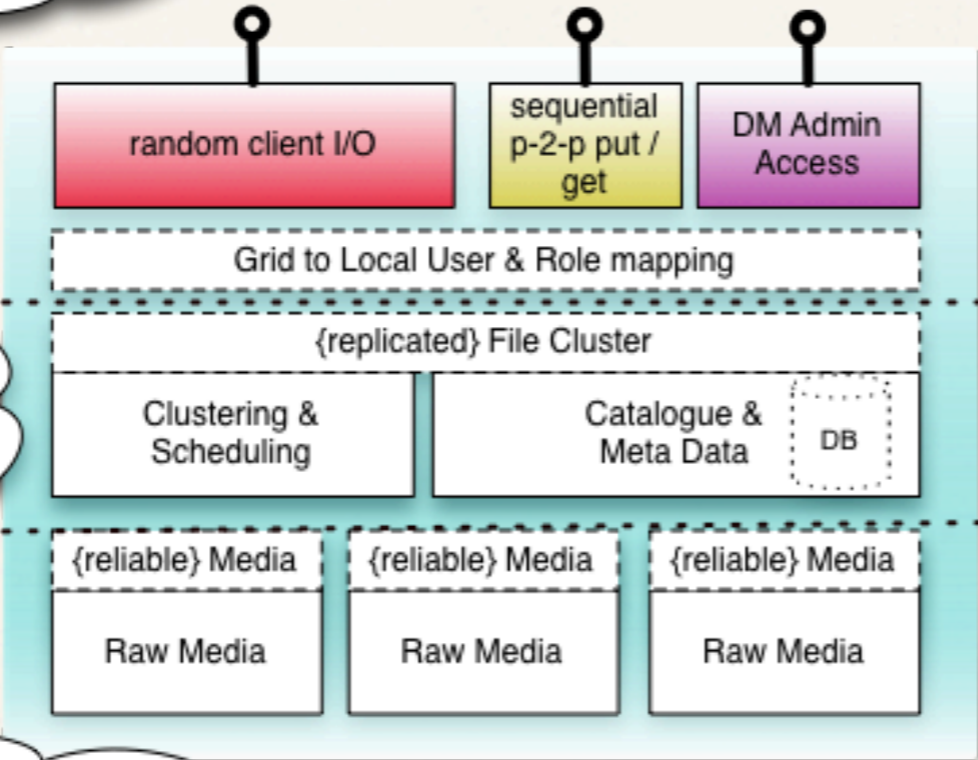 random client I/O
sequential
p-2-p put /
get
DM Admin
Access
Grid to Local User & Role mapping
{replicated} File Cluster
Clustering &
Scheduling
Catalogue &
Meta Data
DB
{reliable} Media
{reliable} Media
{reliable} Media
Raw Media
Raw Media
Raw Media